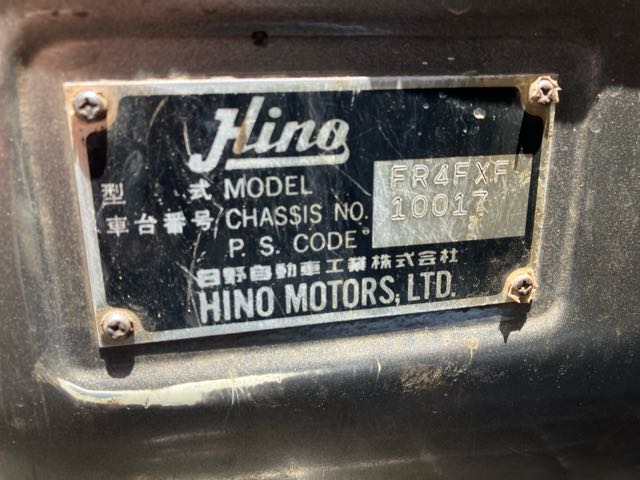 Hino
型 式 MODEL FR4FXF
車台番号 CHASSIS NO. 10017
P. S. CODE
日野自動車工業株式会社
HINO MOTORS, LTD.